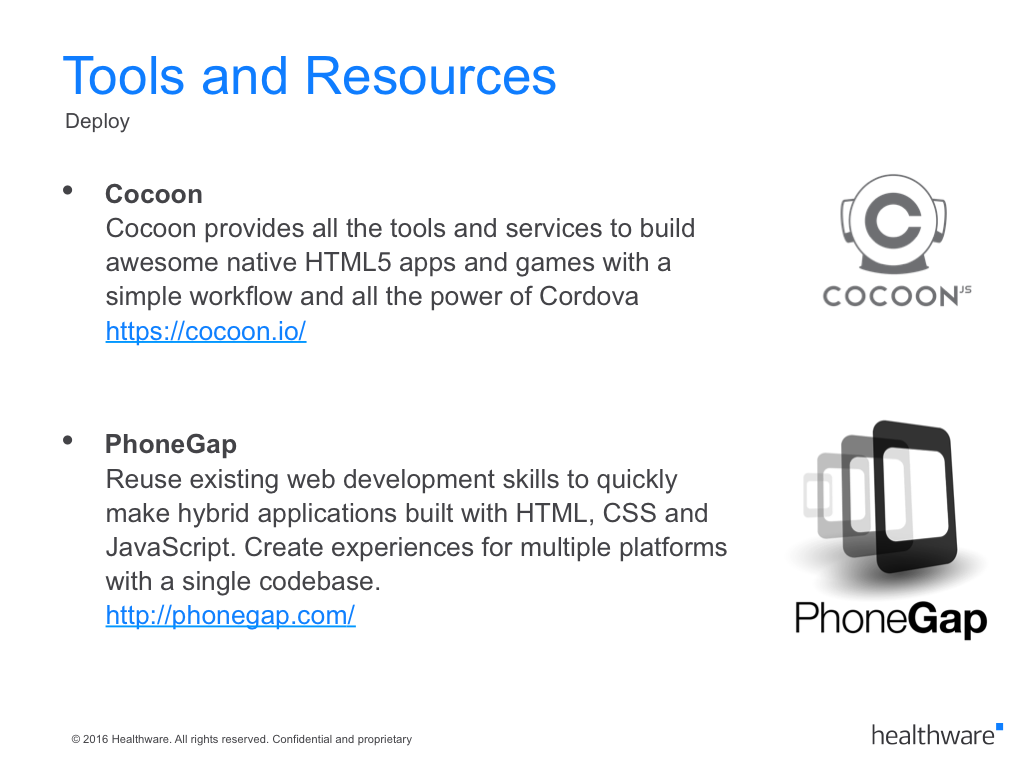 Tools and Resources
Deploy
• Cocoon
Cocoon provides all the tools and services to build
awesome native HTML5 apps and games with a
simple workflow and all the power of Cordova
https://cocoon.io/
C
COCOONJS
• PhoneGap
Reuse existing web development skills to quickly
make hybrid applications built with HTML, CSS and
JavaScript. Create experiences for multiple platforms
with a single codebase.
http://phonegap.com/
PhoneGap
© 2016 Healthware. All rights reserved. Confidential and proprietary
healthware